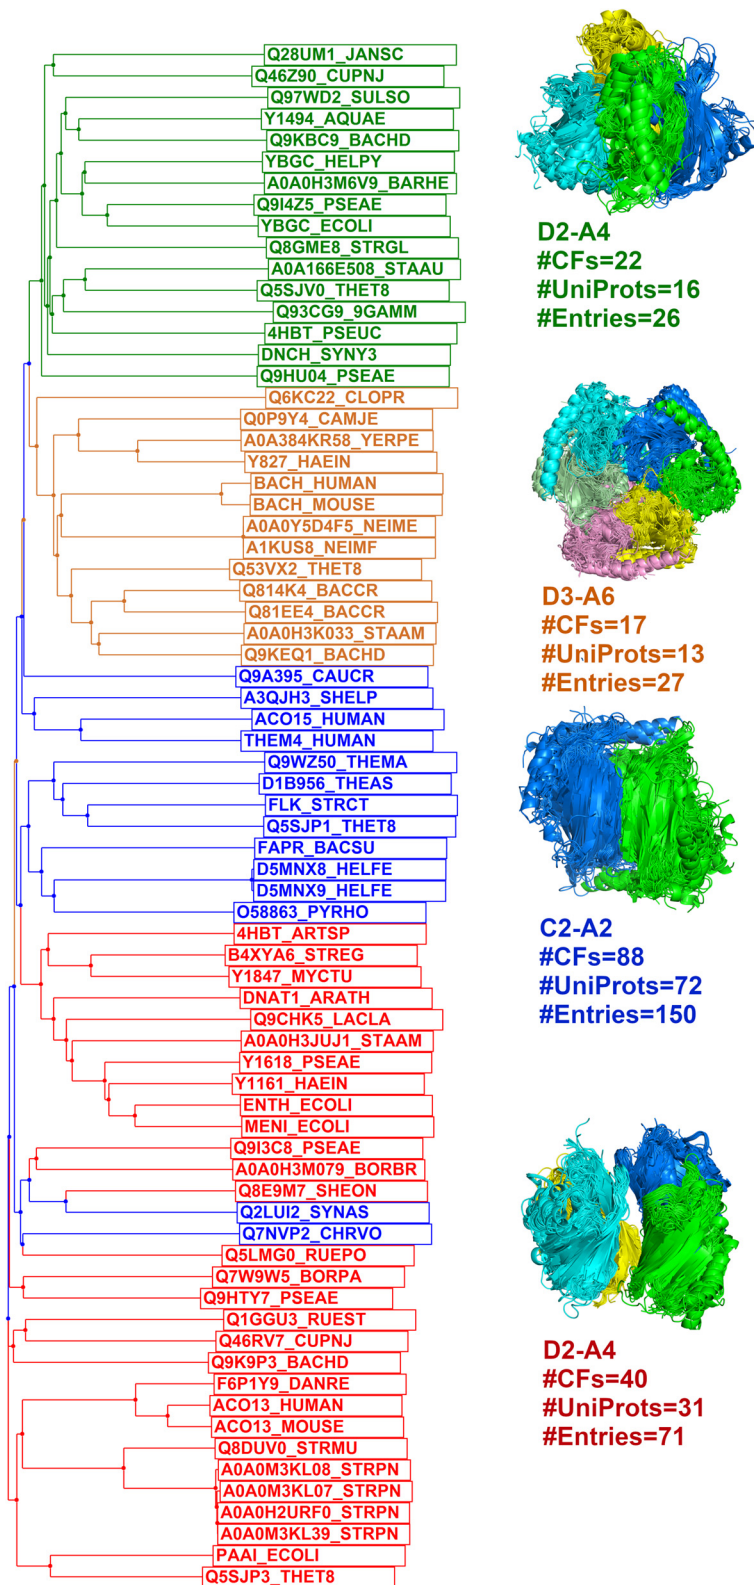 Q28UM1_JANSC
Q46Z90_CUPNJ
Q97WD2_SULSO
Y1494_AQUAE
Q9KBC9_BACHD
YBGC_HELPY
A0A0H3M6V9_BARHE
Q9I4Z5_PSEAE
YBGC_ECOLI
Q8GME8_STRGL
A0A166E508_STAAU
Q5SJV0_THET8
Q93CG9_9GAMM
4HBT_PSEUC
DNCH_SYNY3
Q9HU04_PSEAE
Q6KC22_CLOPR
Q0P9Y4_CAMJE
A0A384KR58_YERPE
Y827_HAEIN
BACH_HUMAN
BACH_MOUSE
A0A0Y5D4F5_NEIME
A1KUS8_NEIMF
Q53VX2_THET8
Q814K4_BACCR
Q81EE4_BACCR
A0A0H3K033_STAAM
Q9KEQ1_BACHD
Q9A395_CAUCR
A3QJH3_SHELP
ACO15_HUMAN
THEM4_HUMAN
Q9WZ50_THEMA
D1B956_THEAS
FLK_STRCT
Q5SJP1_THET8
FAPR_BACSU
D5MNX8_HELFE
D5MNX9_HELFE
O58863_PYRHO
4HBT_ARTSP
B4XYA6_STREG
Y1847_MYCTU
DNAT1_ARATH
Q9CHK5_LACLA
A0A0H3JUJ1_STAAM
Y1618_PSEAE
Y1161_HAEIN
ENTH_ECOLI
MENI_ECOLI
Q9I3C8_PSEAE
A0A0H3M079_BORBR
Q8E9M7_SHEON
Q2LUI2_SYNAS
Q7NVP2_CHRVO
Q5LMG0_RUEPO
Q7W9W5_BORPA
Q9HTY7_PSEAE
Q1GGU3_RUEST
Q46RV7_CUPNJ
Q9K9P3_BACHD
F6P1Y9_DANRE
ACO13_HUMAN
ACO13_MOUSE
Q8DUV0_STRMU
A0A0M3KL08_STRPN
A0A0M3KL07_STRPN
A0A0H2URF0_STRPN
A0A0M3KL39_STRPN
PAAI_ECOLI
Q5SJP3_THET8
D2-A4
#CFs=22
#UniProts=16
#Entries=26
D3-A6
#CFs=17
#UniProts=13
#Entries=27
C2-A2
#CFs=88
#UniProts=72
#Entries=150
D2-A4
#CFs=40
#UniProts=31
#Entries=71